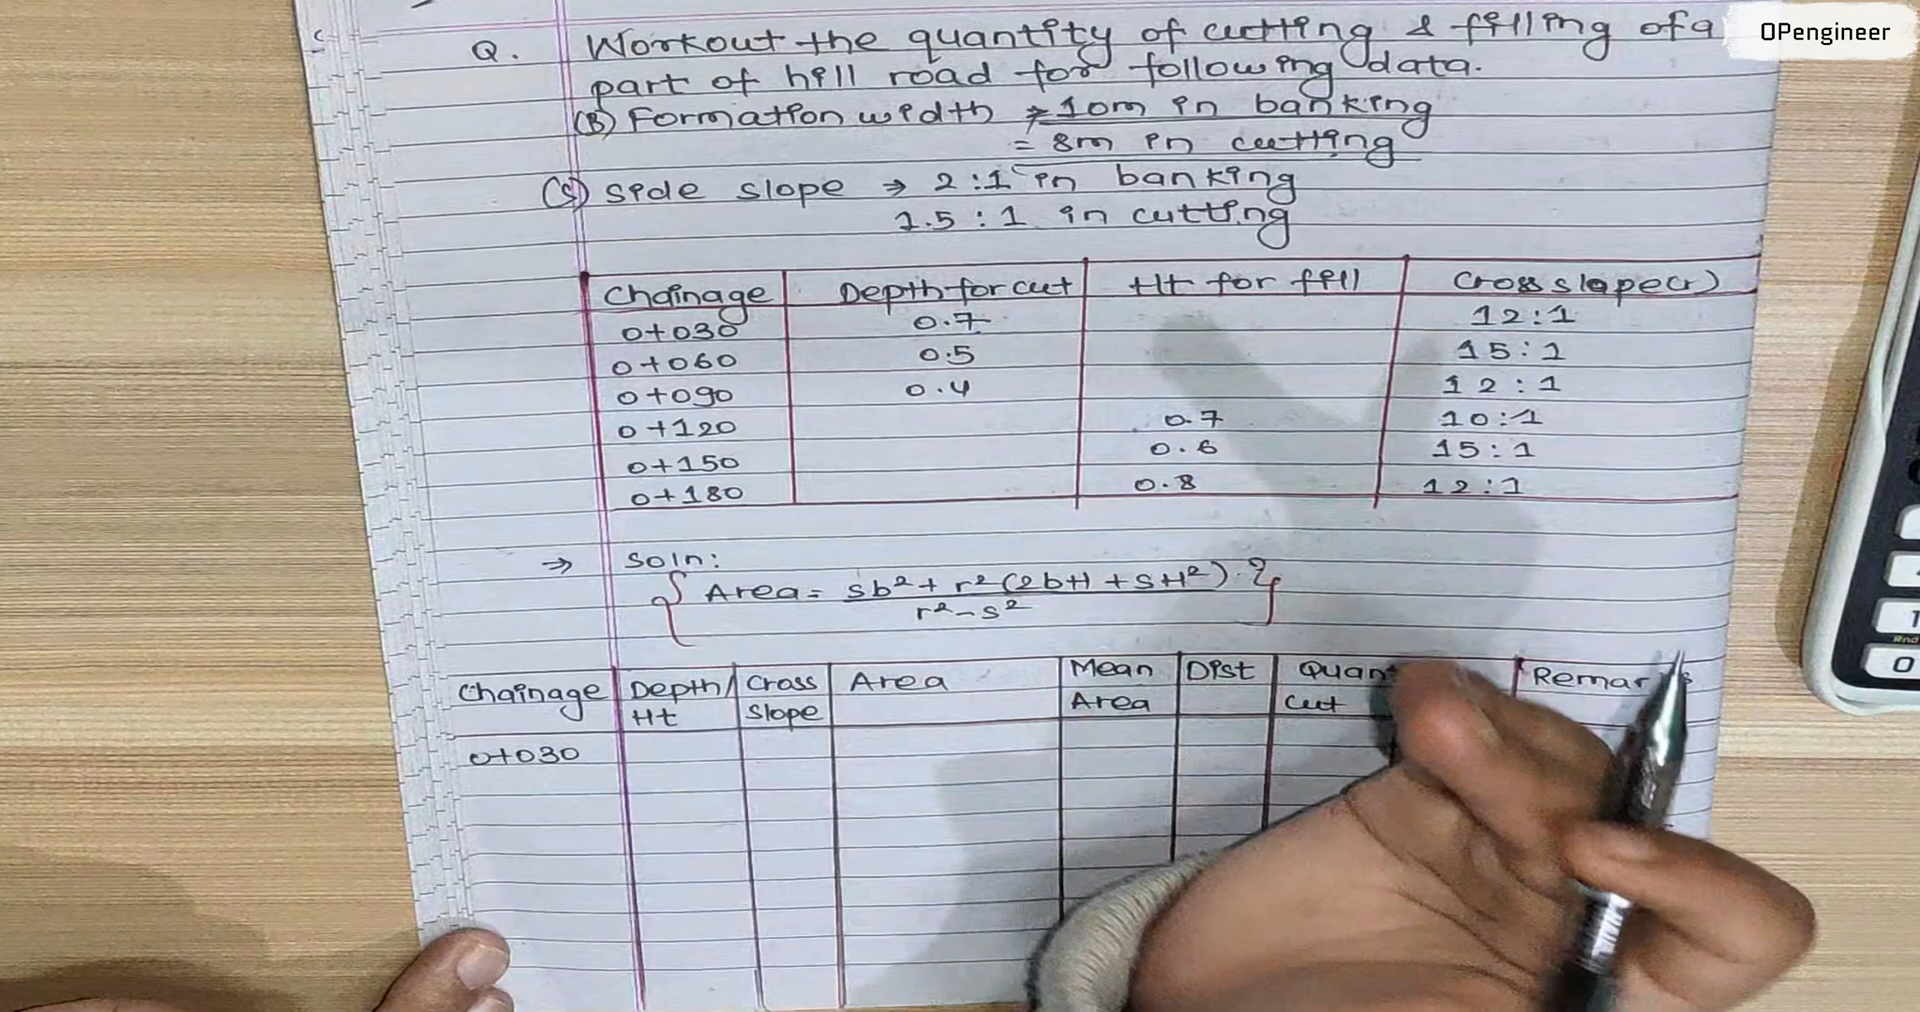 OPengineer
Q. Workout the quantity of cutting & filling of a
part of hill road for following data.
(B) Formation width → 10m in banking
= 8m in cutting
(S) side slope → 2:1 in banking
1.5 : 1 in cutting
Chainage Depth for cut Ht for fill Cross slope(r)
0+030 0.7 12:1
0+060 0.5 15:1
0+090 0.4 12:1
0+120 0.7 10:1
0+150 0.6 15:1
0+180 0.8 12:1
→ Soln:
{ Area = sb²+ r² (2bH + SH²) }
r²-s²
Chainage Depth/ Cross Area Mean Dist Quan Remar
Ht Slope Area Cut
0+030
1
Rnd
0